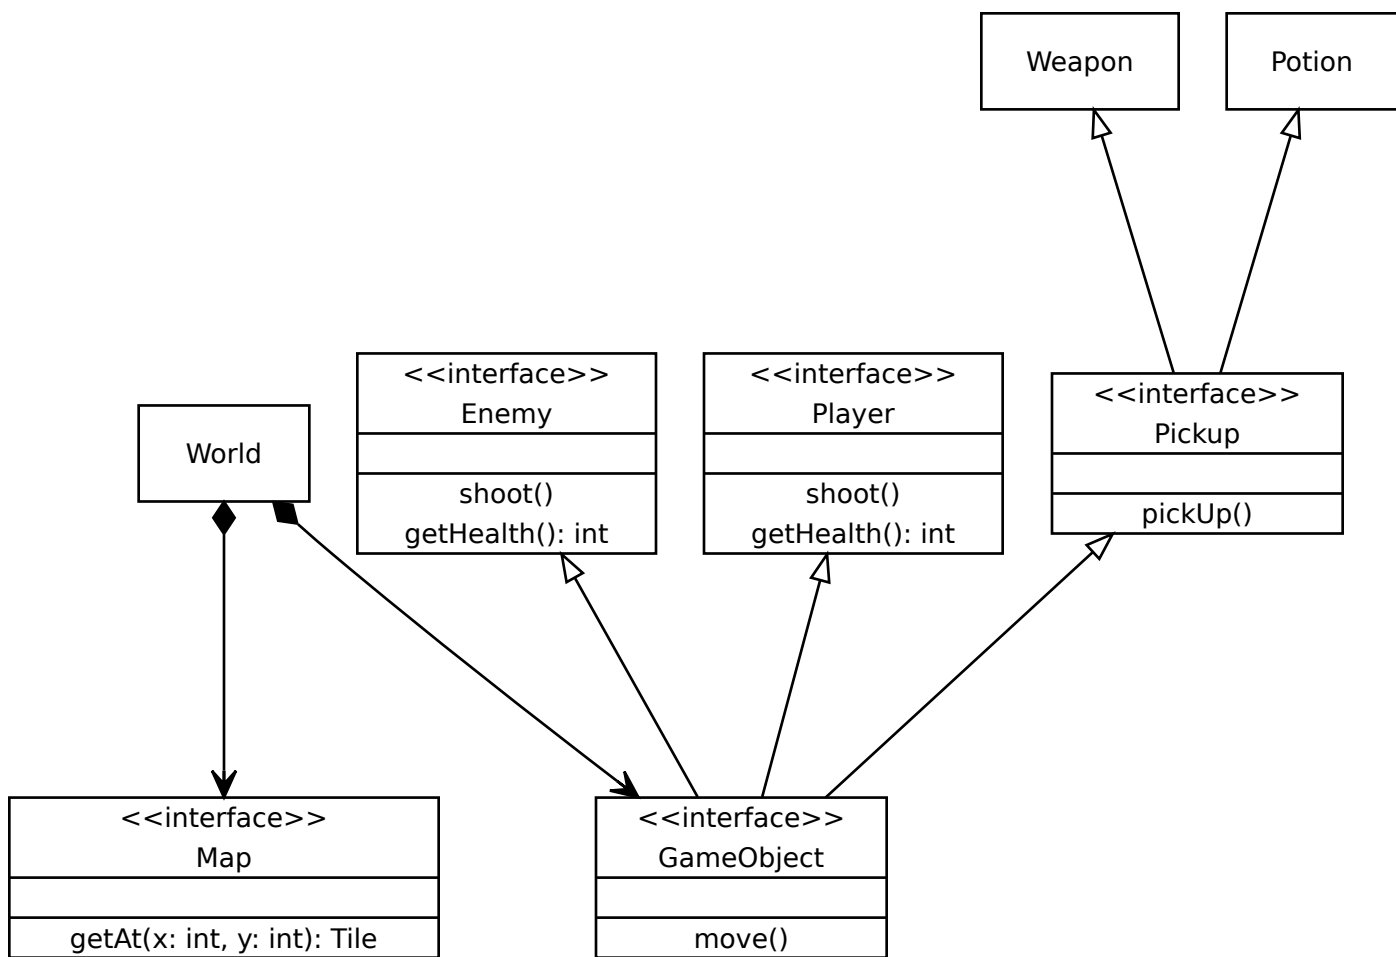 Weapon
Potion
<<interface>>
Enemy
shoot()
getHealth(): int
<<interface>>
Player
shoot()
getHealth(): int
<<interface>>
Pickup
pickUp()
World
<<interface>>
Map
getAt(x: int, y: int): Tile
<<interface>>
GameObject
move()